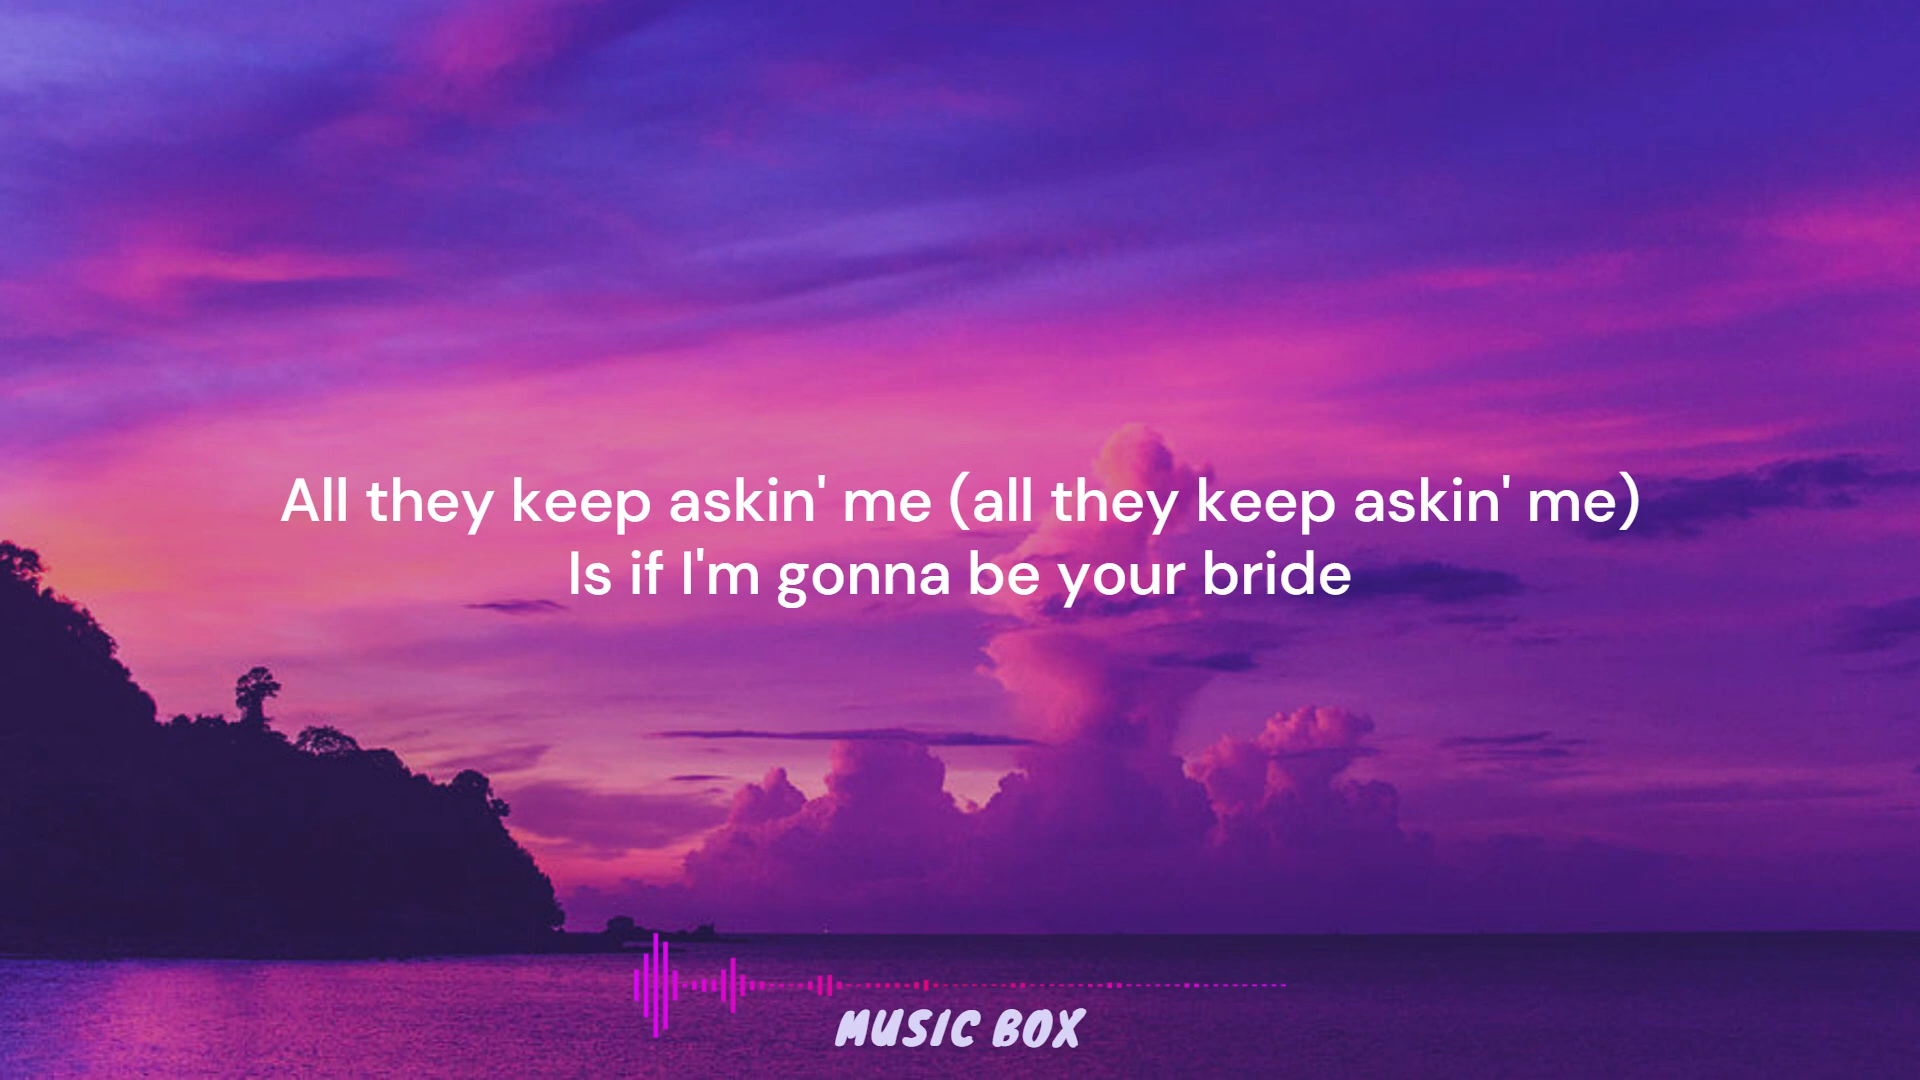 All they keep askin' me (all they keep askin' me)
Is if I'm gonna be your bride
MUSIC BOX